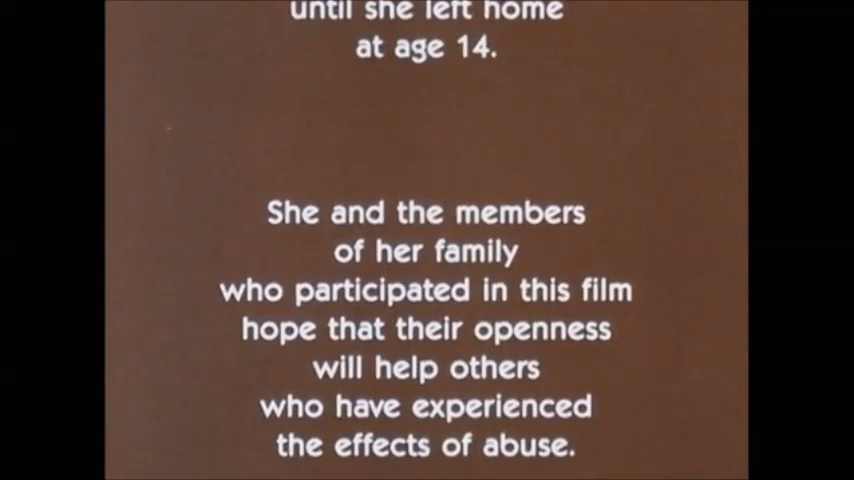 until she left home
at age 14.
She and the members
of her family
who participated in this film
hope that their openness
will help others
who have experienced
the effects of abuse.